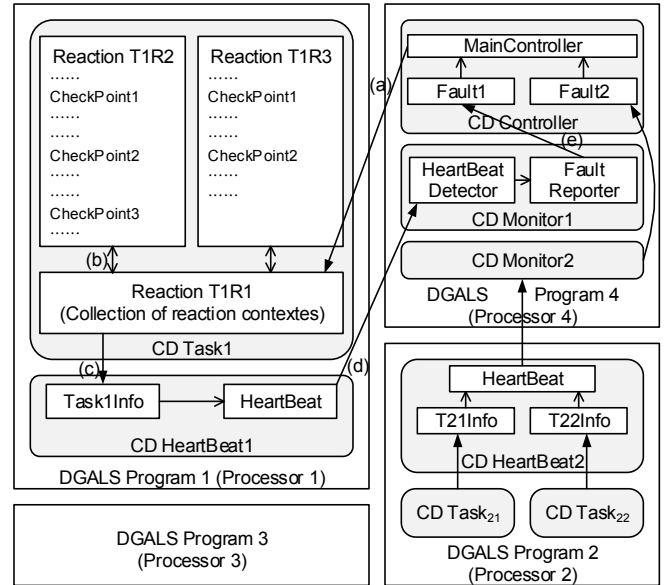 Reaction T1R2
......
CheckPoint1
......
......
CheckPoint2
......
......
CheckPoint3
......
Reaction T1R3
......
CheckPoint1
......
......
CheckPoint2
......
......
(b)
Reaction T1R1
(Collection of reaction contextes)
CD Task1
(c)
Task1Info
HeartBeat
CD HeartBeat1
DGALS Program 1 (Processor 1)
DGALS Program 3
(Processor 3)
(a)
(d)
MainController
Fault1
Fault2
CD Controller
(e)
HeartBeat
Detector
Fault
Reporter
CD Monitor1
CD Monitor2
DGALS Program 4
(Processor 4)
HeartBeat
T21Info
T22Info
CD HeartBeat2
CD Task21
CD Task22
DGALS Program 2
(Processor 2)